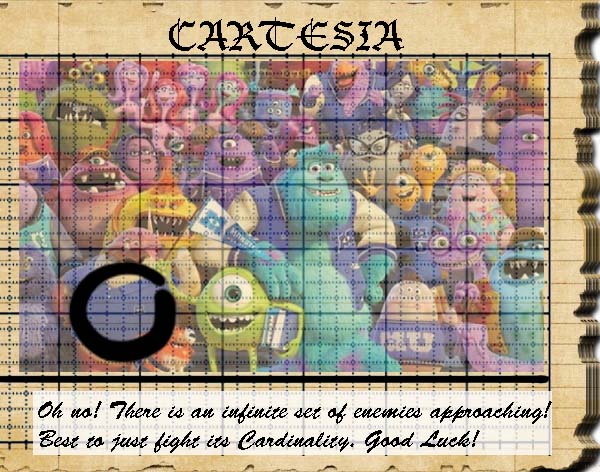 CARTESIA
MU
Oh no! There is an infinite set of enemies approaching!
Best to just fight its Cardinality. Good Luck!